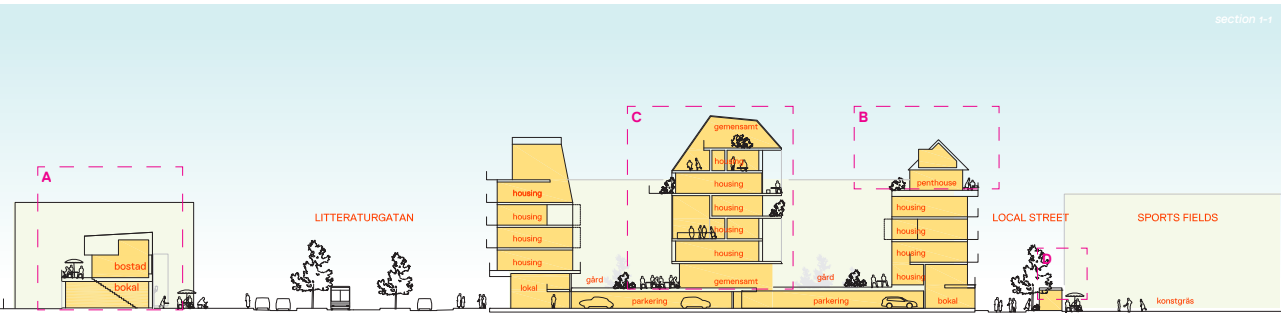 section 1-1
A
bostad
bokal
LITTERATURGATAN
housing
housing
housing
housing
lokal
gård
parkering
C
gemensamt
housing
housing
housing
housing
housing
gemensamt
gård
parkering
B
penthouse
housing
housing
housing
housing
bokal
LOCAL STREET
D
SPORTS FIELDS
konstgräs